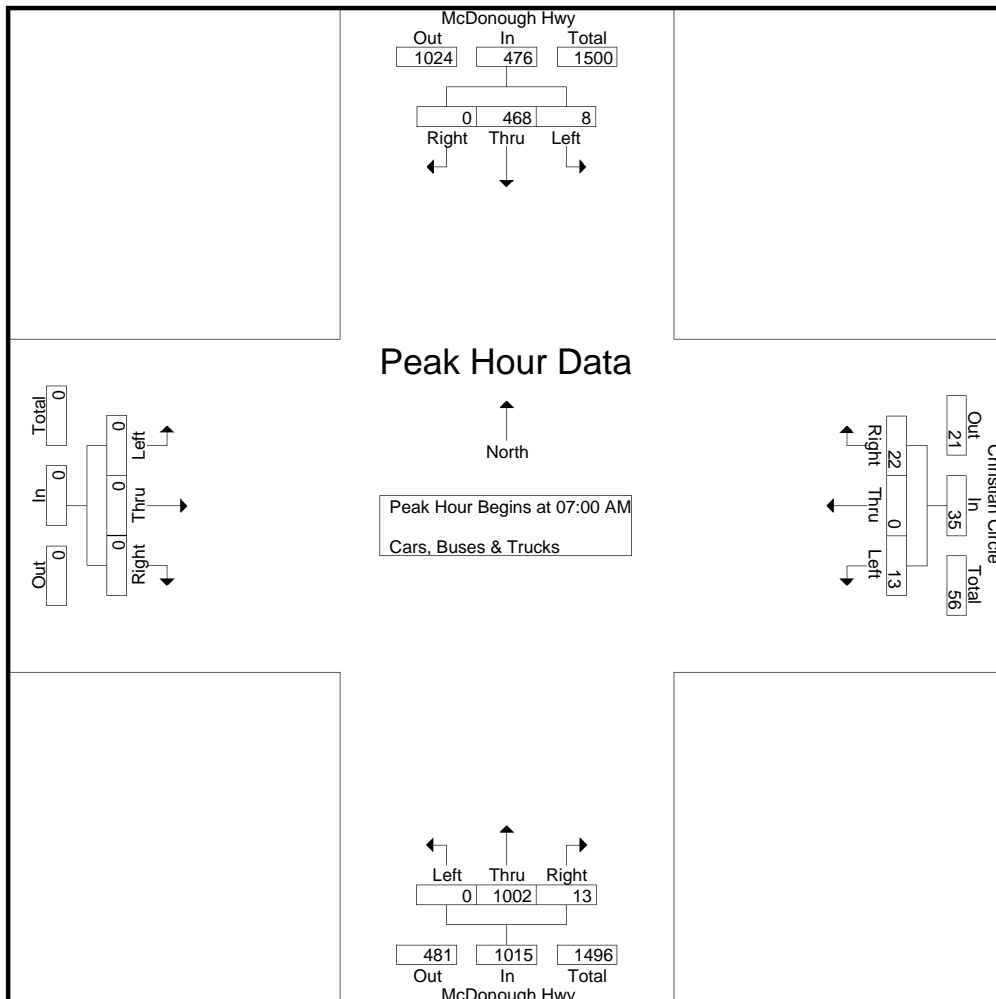 McDonough Hwy
Out In Total
1024 476 1500
0 468 8
Right Thru Left
Peak Hour Data
North
Peak Hour Begins at 07:00 AM
Cars, Buses & Trucks
Total In Out
0 0 0
0 0 0
Left Thru Right
Christian Circle
Out In Total
21 35 56
22 0 13
Right Thru Left
Left Thru Right
0 1002 13
481 1015 1496
Out In Total
McDonough Hwy